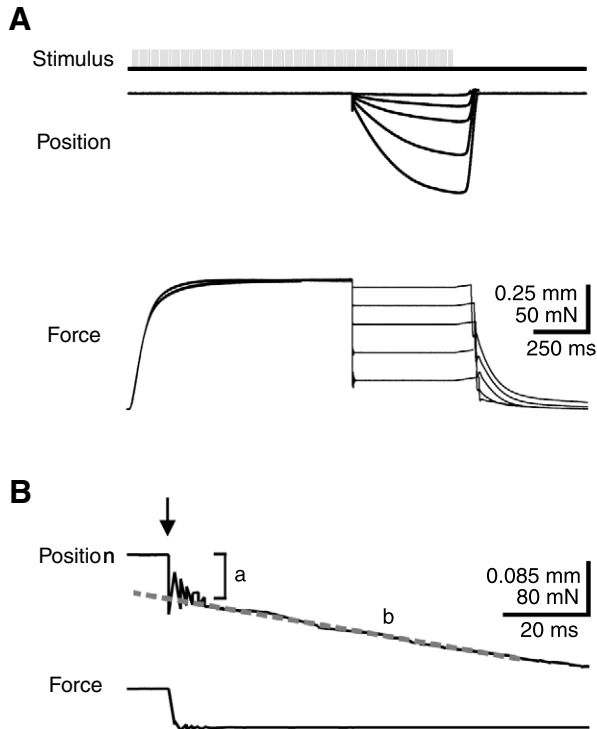 A
Stimulus
Position
Force
0.25 mm
50 mN
250 ms
B
Position
a
b
0.085 mm
80 mN
20 ms
Force